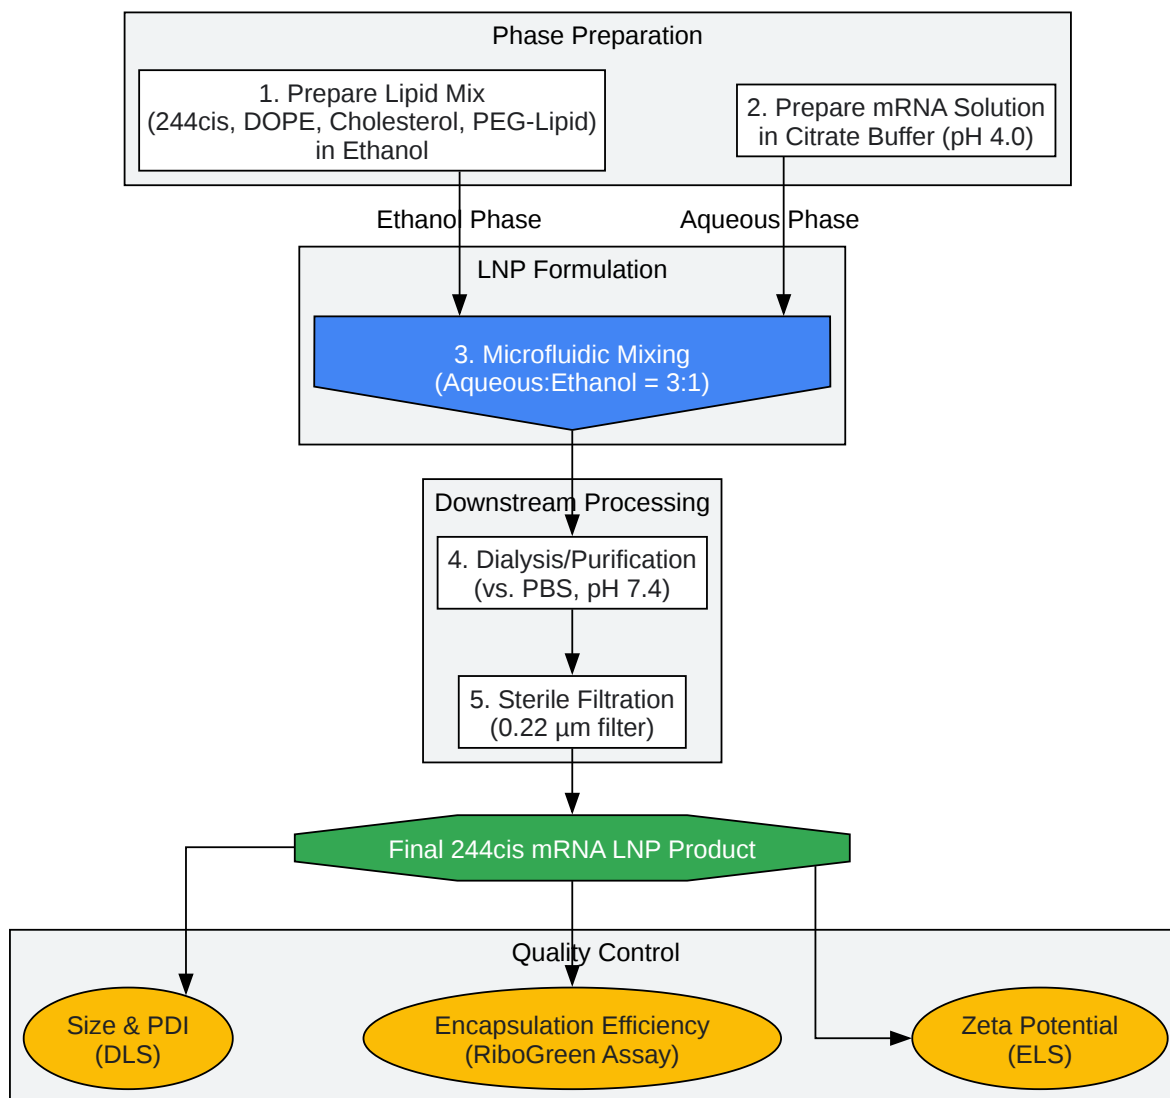 Phase Preparation
1. Prepare Lipid Mix
(244cis, DOPE, Cholesterol, PEG-Lipid)
in Ethanol
2. Prepare mRNA Solution
in Citrate Buffer (pH 4.0)
Ethanol Phase
Aqueous Phase
LNP Formulation
3. Microfluidic Mixing
(Aqueous:Ethanol = 3:1)
Downstream Processing
4. Dialysis/Purification
(vs. PBS, pH 7.4)
5. Sterile Filtration
(0.22 µm filter)
Final 244cis mRNA LNP Product
Quality Control
Size & PDI
(DLS)
Encapsulation Efficiency
(RiboGreen Assay)
Zeta Potential
(ELS)